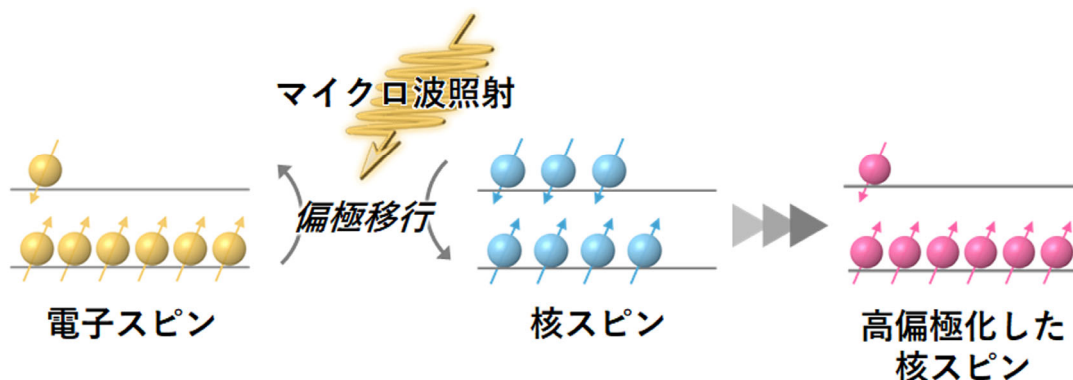 マイクロ波照射
偏極移行
電子スピン
核スピン
高偏極化した
核スピン